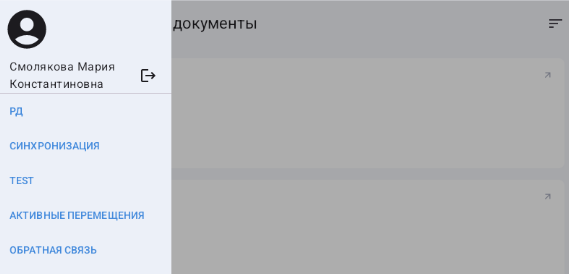 документы
Смолякова Мария
Константиновна
РД
СИНХРОНИЗАЦИЯ
TEST
АКТИВНЫЕ ПЕРЕМЕЩЕНИЯ
ОБРАТНАЯ СВЯЗЬ